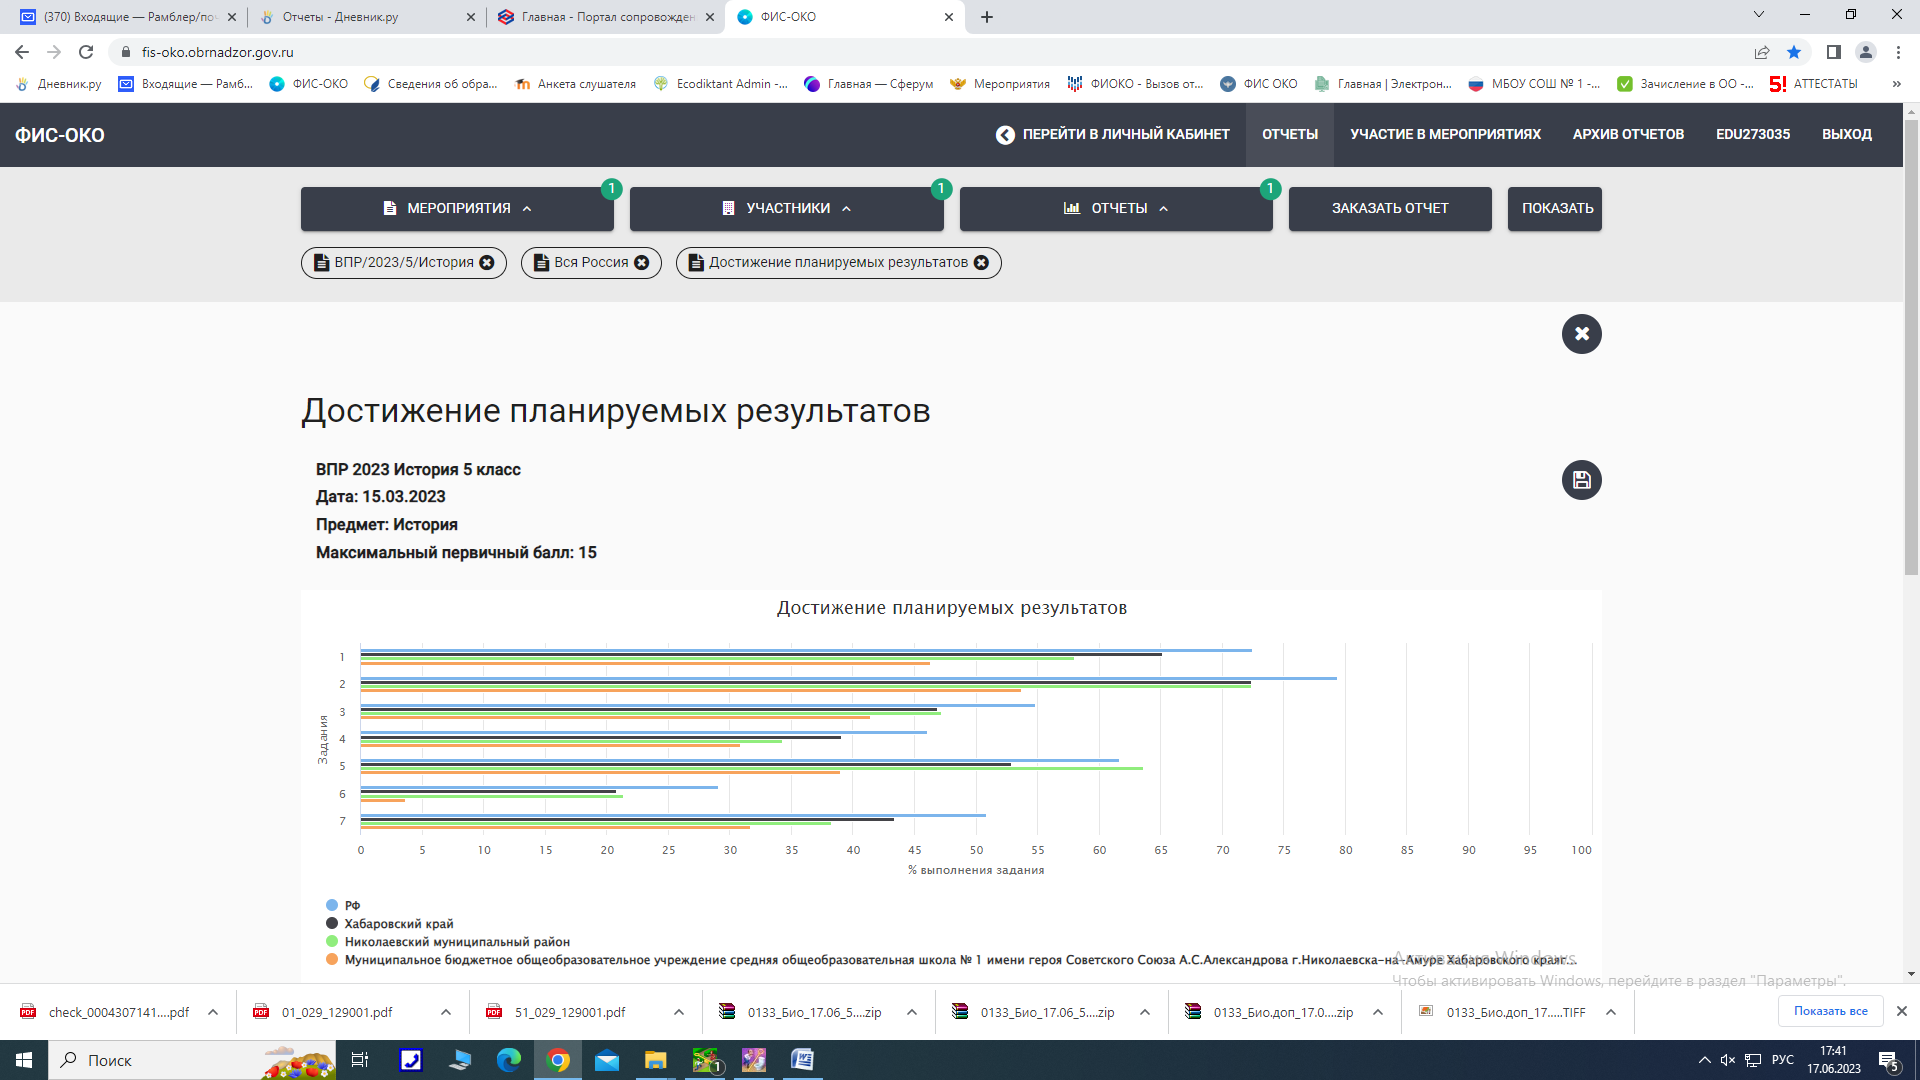 (370) Входящие — Рамблер/поч
Отчеты - Дневник.ру
Главная - Портал сопровожден
ФИС-ОКО
fis-oko.obrnadzor.gov.ru
Дневник.ру
Входящие — Рамб...
ФИС-ОКО
Сведения об обра...
Анкета слушателя
Ecodiktant Admin -...
Главная — Сферум
Мероприятия
ФИОКО - Вызов от...
ФИС ОКО
Главная | Электрон...
МБОУ СОШ № 1 -...
Зачисление в ОО -...
5! АТТЕСТАТЫ
»
ФИС-ОКО
ПЕРЕЙТИ В ЛИЧНЫЙ КАБИНЕТ
ОТЧЕТЫ
УЧАСТИЕ В МЕРОПРИЯТИЯХ
АРХИВ ОТЧЕТОВ
EDU273035
ВЫХОД
МЕРОПРИЯТИЯ 1
УЧАСТНИКИ 1
ОТЧЕТЫ 1
ЗАКАЗАТЬ ОТЧЕТ
ПОКАЗАТЬ
ВПР/2023/5/История
Вся Россия
Достижение планируемых результатов
Достижение планируемых результатов
ВПР 2023 История 5 класс
Дата: 15.03.2023
Предмет: История
Максимальный первичный балл: 15
Достижение планируемых результатов
Задания
1
2
3
4
5
6
7
0 5 10 15 20 25 30 35 40 45 50 55 60 65 70 75 80 85 90 95 100
% выполнения задания
РФ
Хабаровский край
Николаевский муниципальный район
Муниципальное бюджетное общеобразовательное учреждение средняя общеобразовательная школа № 1 имени героя Советского Союза А.С.Александрова г.Николаевска-на-Амуре Хабаровского края...
Активация Windows
Чтобы активировать Windows, перейдите в раздел "Параметры".
check_0004307141....pdf
01_029_129001.pdf
51_029_129001.pdf
0133_Био_17.06_5....zip
0133_Био_17.06_5....zip
0133_Био.доп_17.0....zip
0133_Био.доп_17.....TIFF
Показать все
Поиск
1
РУС
17:41
17.06.2023
5